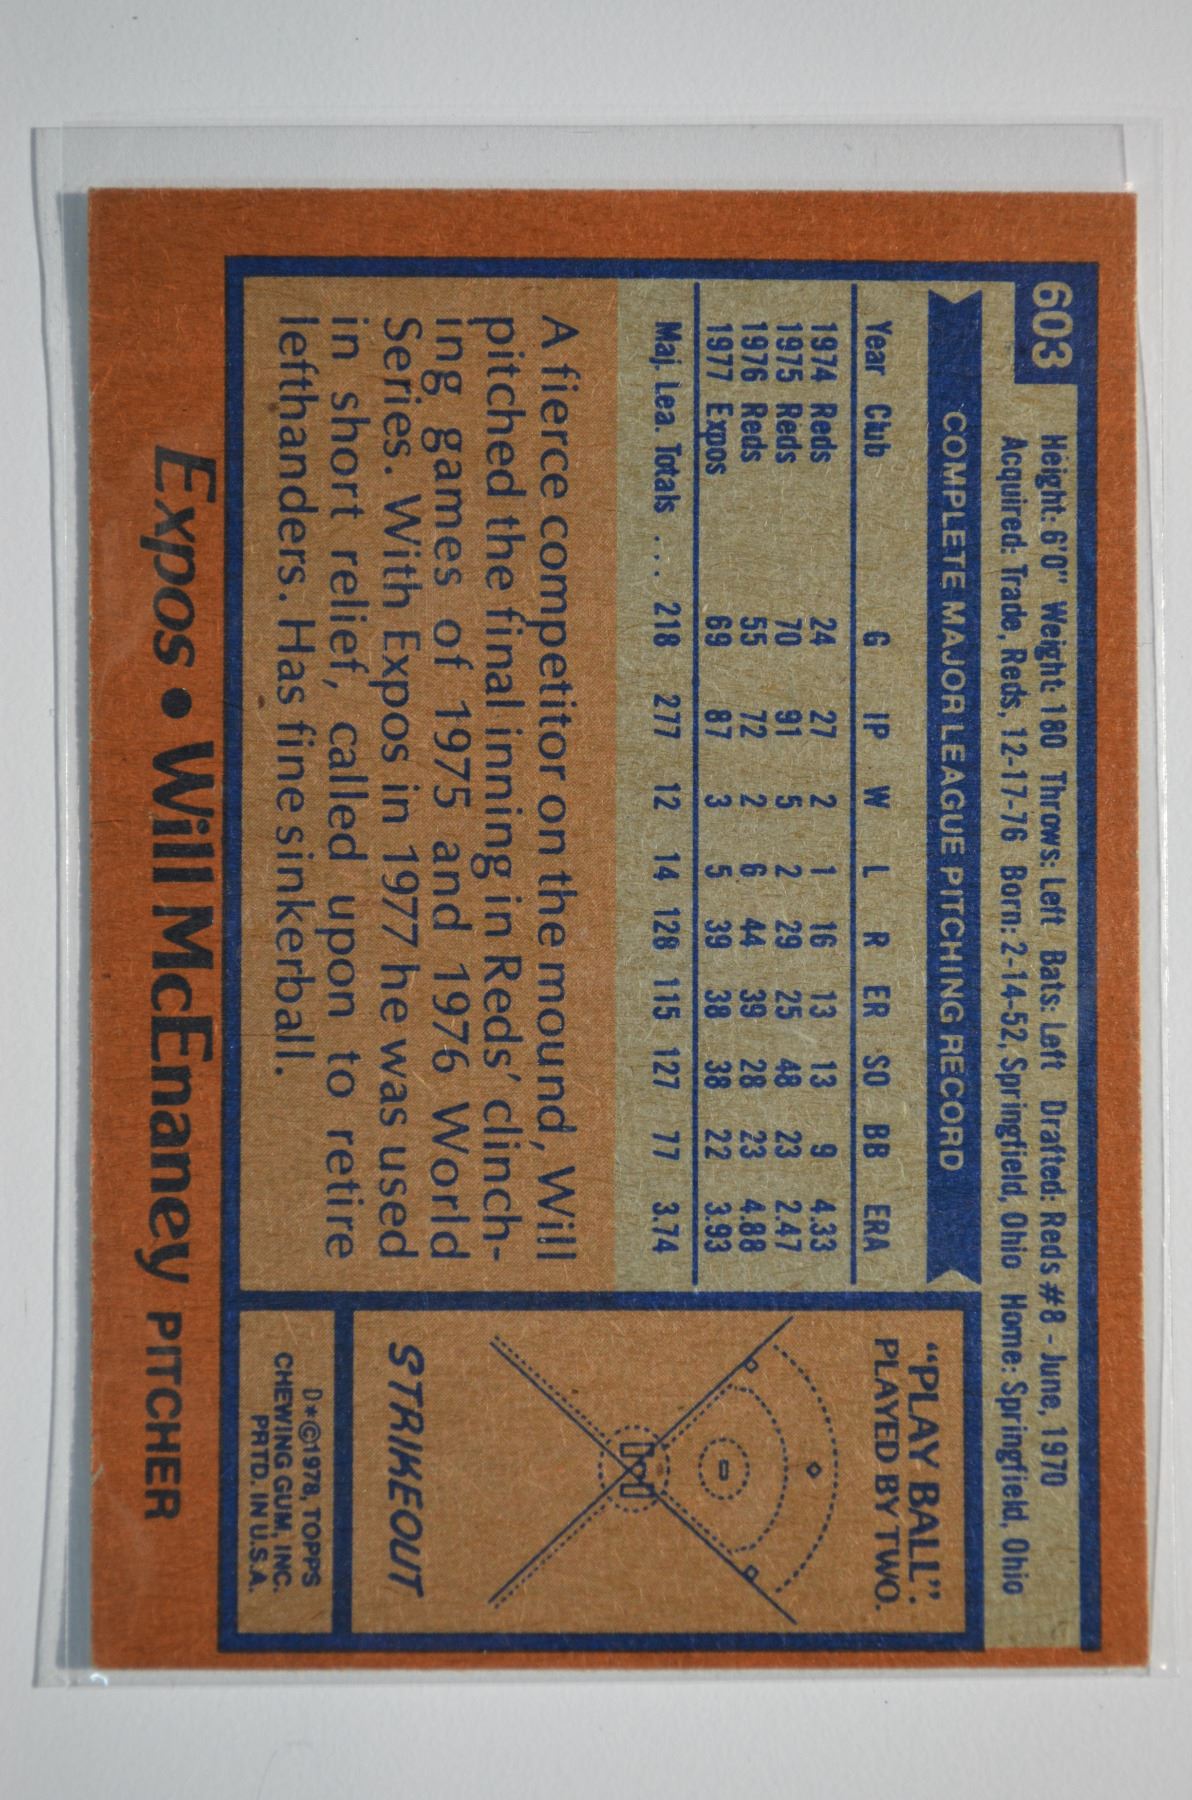 603
Height: 6'0" Weight: 180 Throws: Left Bats: Left Drafted: Reds #8 - June, 1970
Acquired: Trade, Reds, 12-17-76 Born: 2-14-52, Springfield, Ohio Home: Springfield, Ohio
COMPLETE MAJOR LEAGUE PITCHING RECORD
Year Club G IP W L R ER SO BB ERA
1974 Reds 24 27 2 1 16 13 13 9 4.33
1975 Reds 70 91 5 2 29 25 48 23 2.47
1976 Reds 55 72 2 6 44 39 28 23 4.88
1977 Expos 69 87 3 5 39 38 38 22 3.93
Maj. Lea. Totals ... 218 277 12 14 128 115 127 77 3.74
A fierce competitor on the mound, Will
pitched the final inning in Reds' clinch-
ing games of 1975 and 1976 World
Series. With Expos in 1977 he was used
in short relief, called upon to retire
lefthanders. Has fine sinkerball.
"PLAY BALL":
PLAYED BY TWO.
STRIKEOUT
D*©1978, TOPPS
CHEWING GUM, INC.
PRTD. IN U.S.A.
Expos • Will McEnaney PITCHER